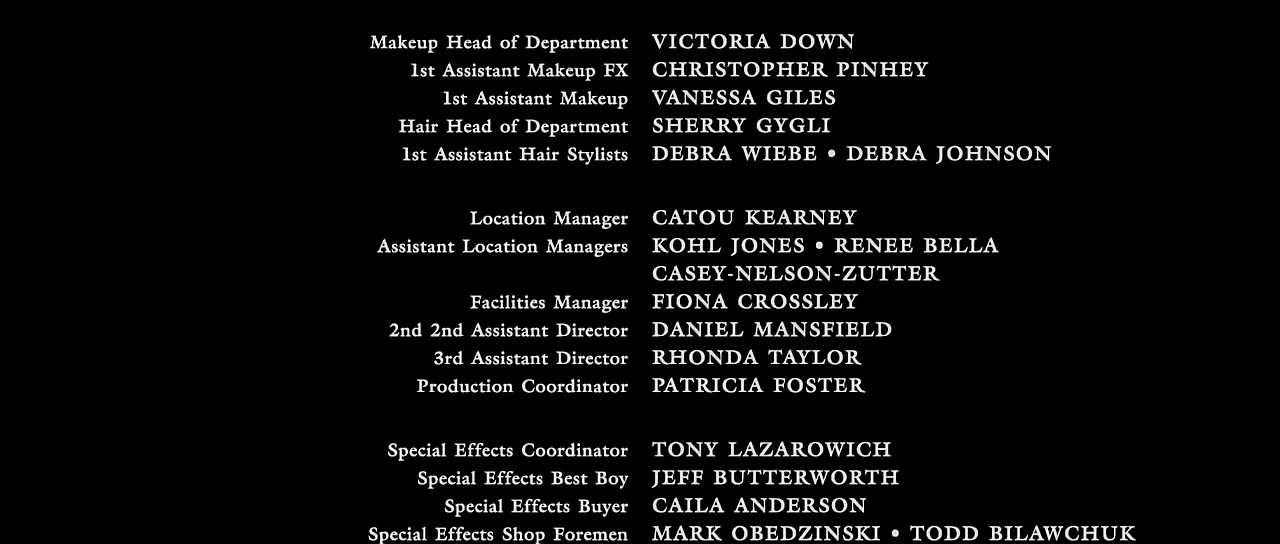 Makeup Head of Department VICTORIA DOWN
1st Assistant Makeup FX CHRISTOPHER PINHEY
1st Assistant Makeup VANESSA GILES
Hair Head of Department SHERRY GYGLI
1st Assistant Hair Stylists DEBRA WIEBE • DEBRA JOHNSON
Location Manager CATOU KEARNEY
Assistant Location Managers KOHL JONES • RENEE BELLA
CASEY-NELSON-ZUTTER
Facilities Manager FIONA CROSSLEY
2nd 2nd Assistant Director DANIEL MANSFIELD
3rd Assistant Director RHONDA TAYLOR
Production Coordinator PATRICIA FOSTER
Special Effects Coordinator TONY LAZAROWICH
Special Effects Best Boy JEFF BUTTERWORTH
Special Effects Buyer CAILA ANDERSON
Special Effects Shop Foremen MARK OBEDZINSKI • TODD BILAWCHUK